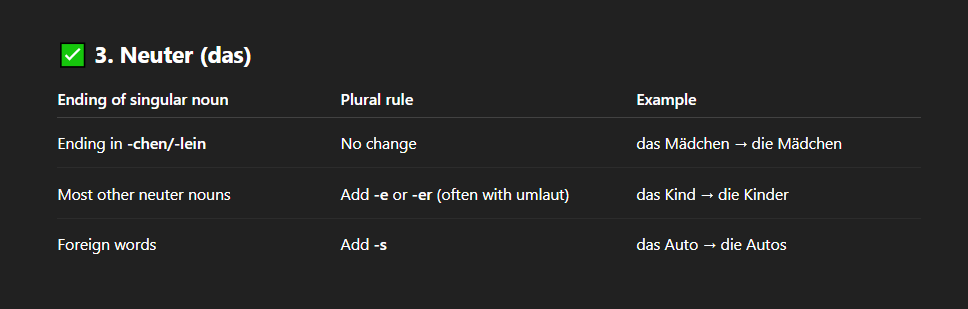 ✅ 3. Neuter (das)
Ending of singular noun Plural rule Example
Ending in -chen/-lein No change das Mädchen → die Mädchen
Most other neuter nouns Add -e or -er (often with umlaut) das Kind → die Kinder
Foreign words Add -s das Auto → die Autos